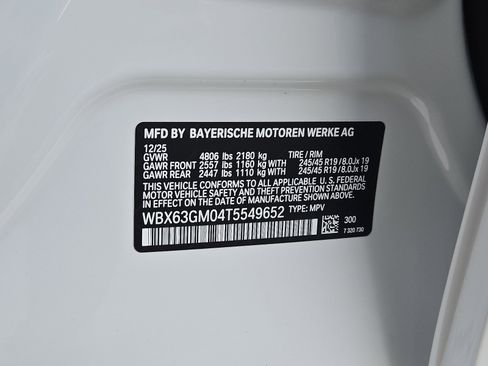 MFD BY BAYERISCHE MOTOREN WERKE AG
12/25
GVWR 4806 lbs 2180 kg TIRE / RIM
GAWR FRONT 2557 lbs 1160 kg WITH 245/45 R19 / 8.0Jx 19
GAWR REAR 2447 lbs 1110 kg WITH 245/45 R19 / 8.0Jx 19
THIS VEHICLE CONFORMS TO ALL APPLICABLE U. S. FEDERAL
MOTOR VEHICLE SAFETY AND THEFT PREVENTION STANDARDS
IN EFFECT ON THE DATE OF MANUFACTURE SHOWN ABOVE.
WBX63GM04T5549652 TYPE: MPV
300
7 320 730